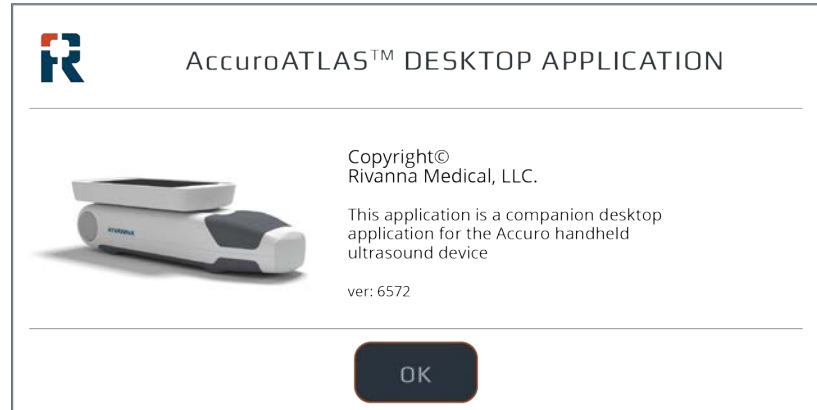 AccuroATLAS™ DESKTOP APPLICATION
Copyright©
Rivanna Medical, LLC.
This application is a companion desktop
application for the Accuro handheld
ultrasound device
RIVANNA
ver: 6572
OK